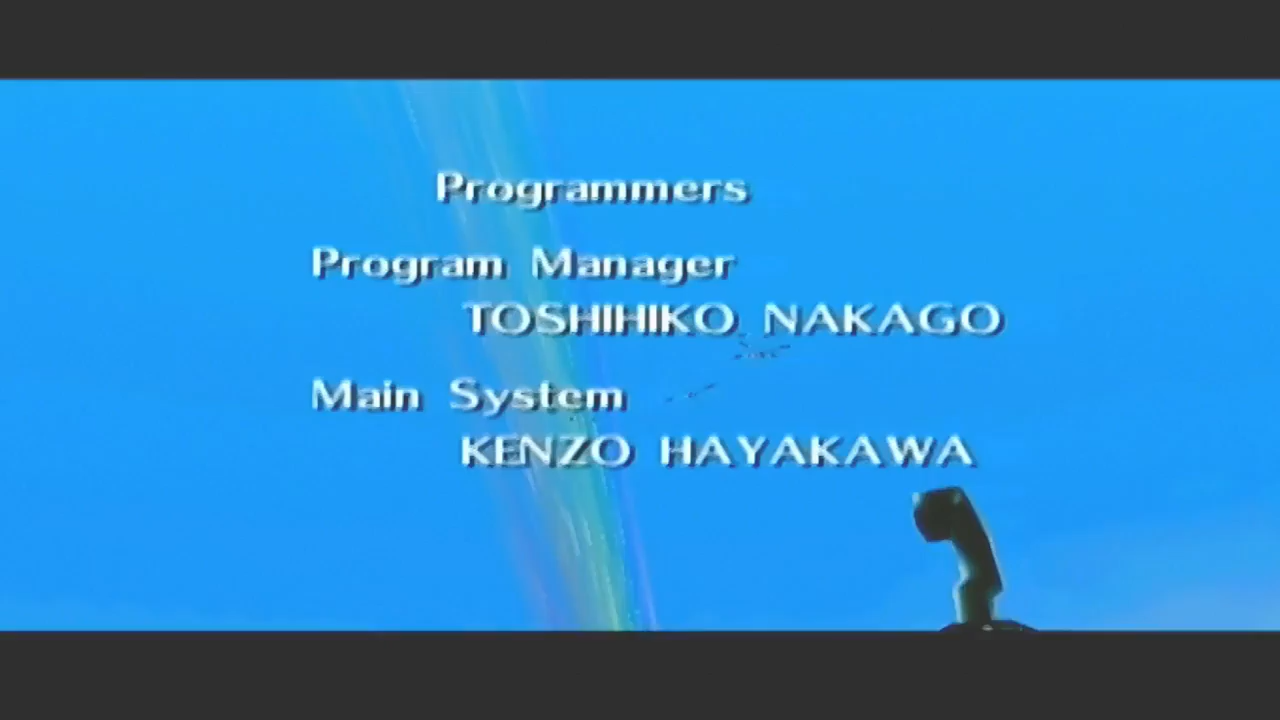 Programmers
Program Manager
TOSHIHIKO NAKAGO
Main System
KENZO HAYAKAWA